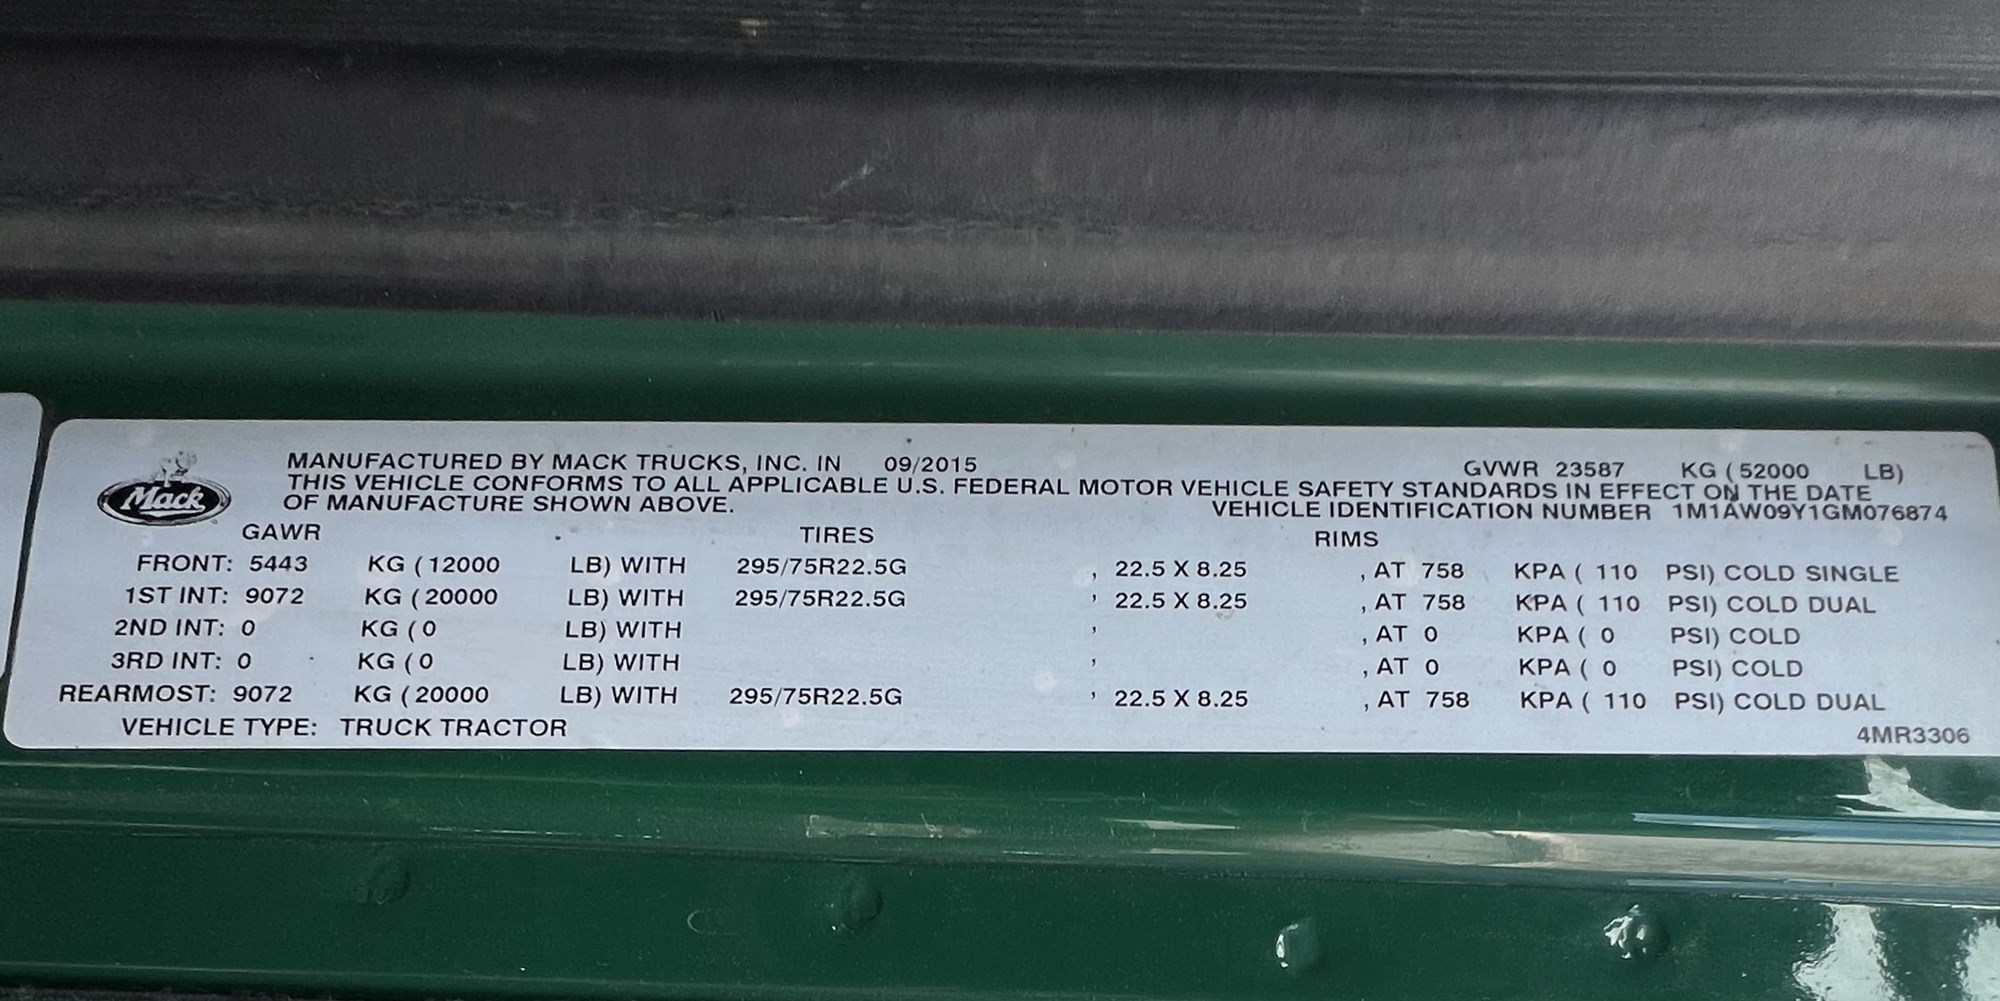 Mack
MANUFACTURED BY MACK TRUCKS, INC. IN 09/2015 GVWR 23587 KG (52000 LB)
THIS VEHICLE CONFORMS TO ALL APPLICABLE U.S. FEDERAL MOTOR VEHICLE SAFETY STANDARDS IN EFFECT ON THE DATE
OF MANUFACTURE SHOWN ABOVE. VEHICLE IDENTIFICATION NUMBER 1M1AW09Y1GM076874
GAWR TIRES RIMS
FRONT: 5443 KG (12000 LB) WITH 295/75R22.5G , 22.5 X 8.25 , AT 758 KPA ( 110 PSI) COLD SINGLE
1ST INT: 9072 KG (20000 LB) WITH 295/75R22.5G , 22.5 X 8.25 , AT 758 KPA ( 110 PSI) COLD DUAL
2ND INT: 0 KG (0 LB) WITH , , AT 0 KPA ( 0 PSI) COLD
3RD INT: 0 KG (0 LB) WITH , , AT 0 KPA ( 0 PSI) COLD
REARMOST: 9072 KG (20000 LB) WITH 295/75R22.5G , 22.5 X 8.25 , AT 758 KPA ( 110 PSI) COLD DUAL
VEHICLE TYPE: TRUCK TRACTOR 4MR3306